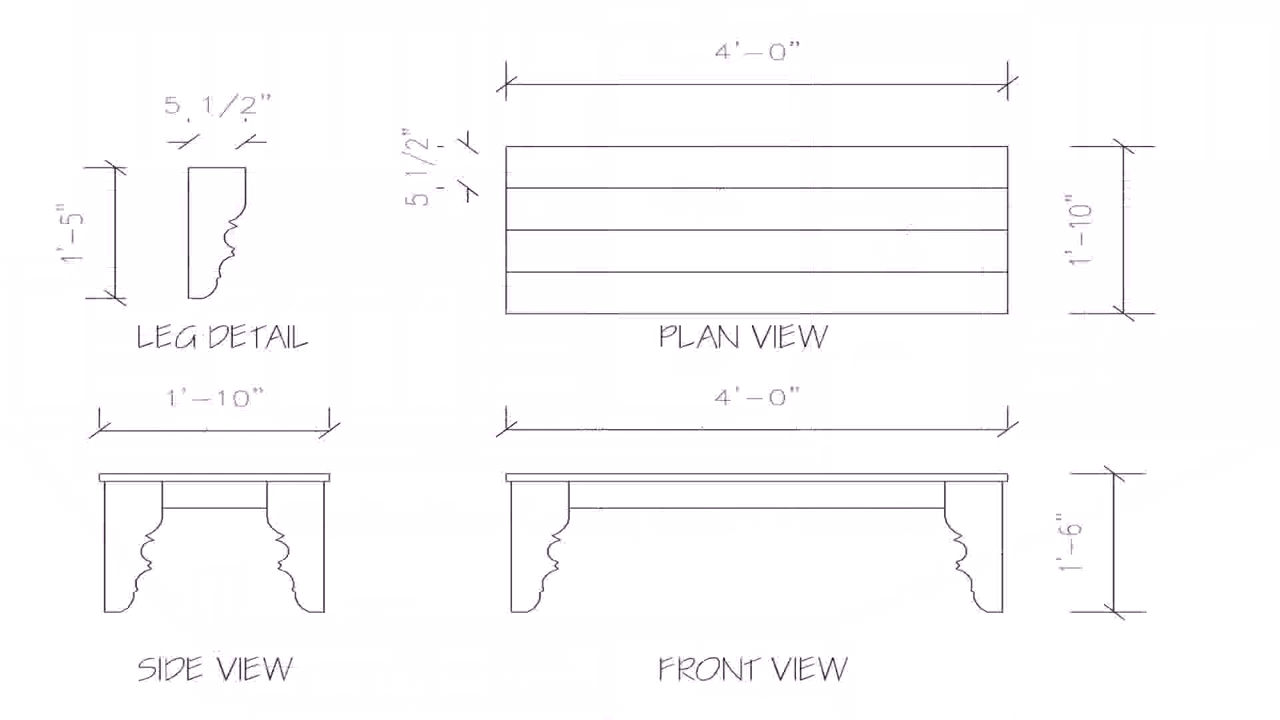 4'-0"
5 1/2"
5 1/2"
1'-5"
1'-10"
LEG DETAIL
PLAN VIEW
1'-10"
4'-0"
1'-6"
SIDE VIEW
FRONT VIEW